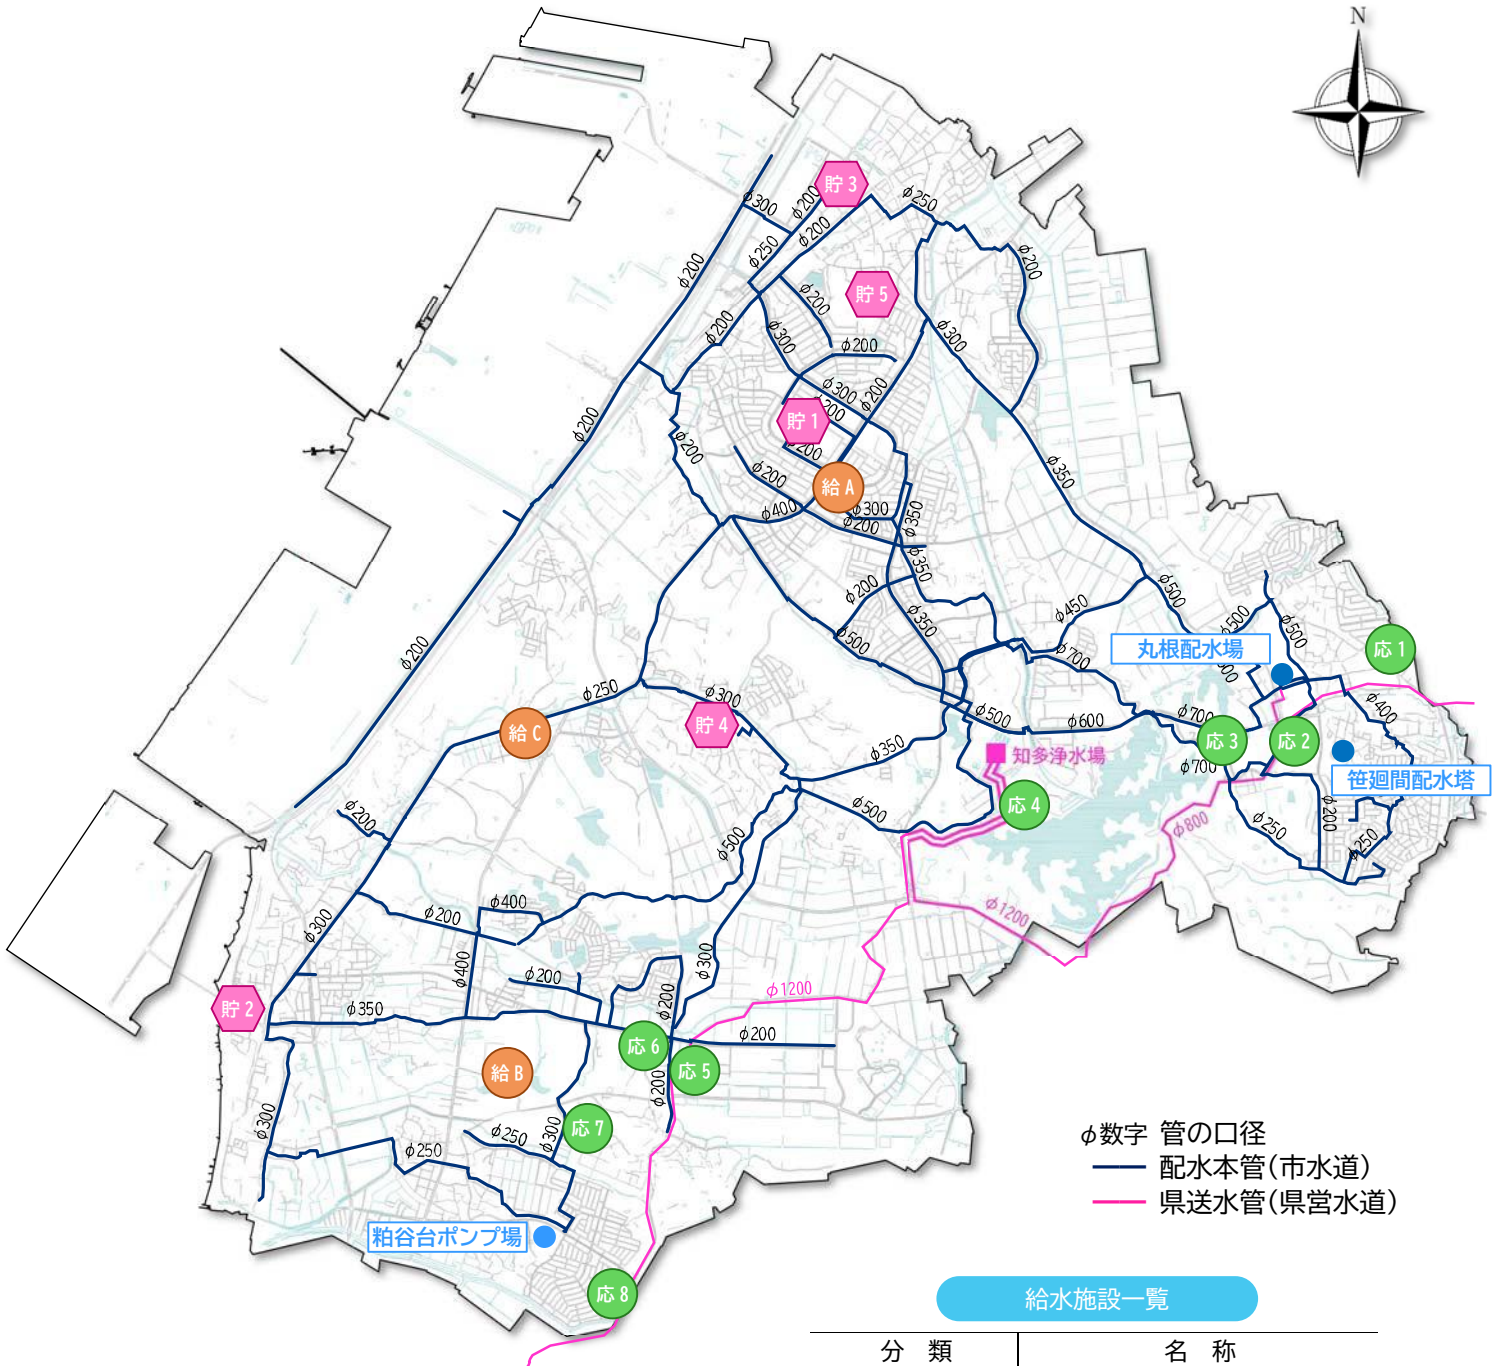 N
貯3
φ200
φ300
φ250
φ200
φ250
φ200
φ200
貯5
φ200
φ200
φ300
φ300
φ200
φ300
φ200
貯1
200
φ200
φ200
φ200
φ200
φ350
給A
φ400
φ300
φ200
φ350
φ350
φ200
φ450
φ500
φ500
φ500
応1
丸根配水場
φ350
φ500
φ200
φ700
φ250
給C
φ300
貯4
φ500
φ600
φ700
応3
応2
φ400
φ350
知多浄水場
φ700
笹廻間配水塔
応4
φ500
φ200
φ500
φ800
φ250
φ200
φ250
φ400
φ200
φ300
φ1200
φ400
φ200
φ300
φ200
φ1200
貯2
φ350
応6
φ200
給B
応5
φ200
φ300
φ250
φ300
応7
φ250
粕谷台ポンプ場
応8
φ数字 管の口径
配水本管(市水道)
県送水管(県営水道)
給水施設一覧
分 類 名 称